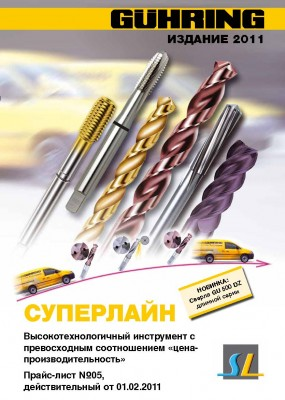 GÜHRING
ИЗДАНИЕ 2011
НОВИНКА:
Сверла GU 500 DZ
длинной серии
СУПЕРЛАЙН
Высокотехнологичный инструмент с
превосходным соотношением «цена-
производительность»
Прайс-лист N905,
действительный от 01.02.2011
SL